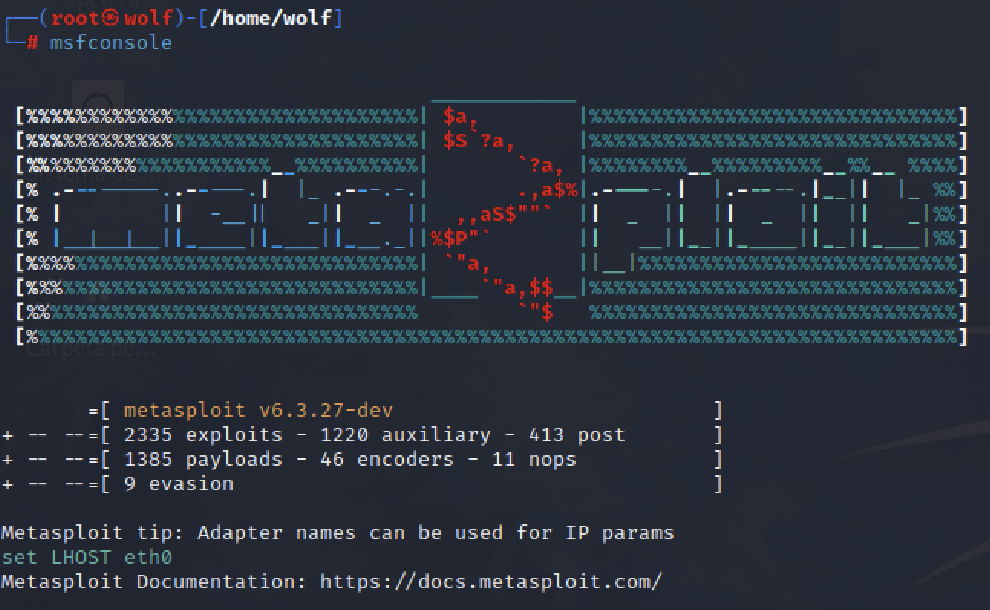 ┌──(root㉿wolf)-[/home/wolf]
└─# msfconsole
metasploit
=[ metasploit v6.3.27-dev ]
+ -- --=[ 2335 exploits - 1220 auxiliary - 413 post ]
+ -- --=[ 1385 payloads - 46 encoders - 11 nops ]
+ -- --=[ 9 evasion ]
Metasploit tip: Adapter names can be used for IP params
set LHOST eth0
Metasploit Documentation: https://docs.metasploit.com/